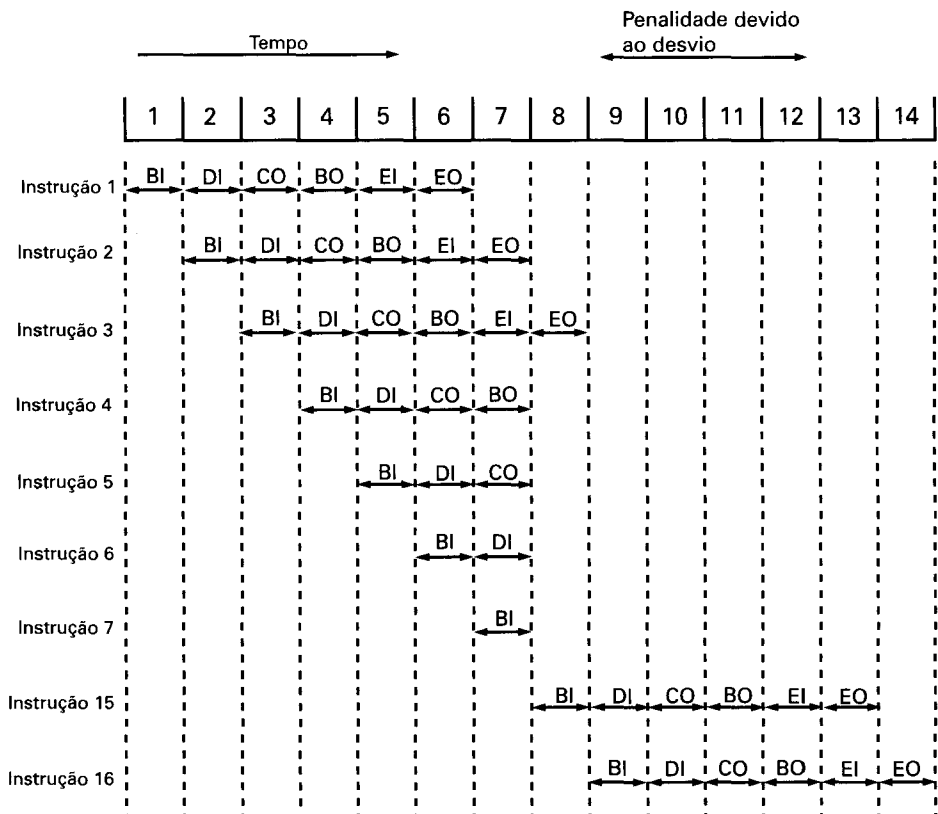 Tempo
Penalidade devido
ao desvio
1 2 3 4 5 6 7 8 9 10 11 12 13 14
Instrução 1 BI DI CO BO EI EO
Instrução 2 BI DI CO BO EI EO
Instrução 3 BI DI CO BO EI EO
Instrução 4 BI DI CO BO
Instrução 5 BI DI CO
Instrução 6 BI DI
Instrução 7 BI
Instrução 15 BI DI CO BO EI EO
Instrução 16 BI DI CO BO EI EO